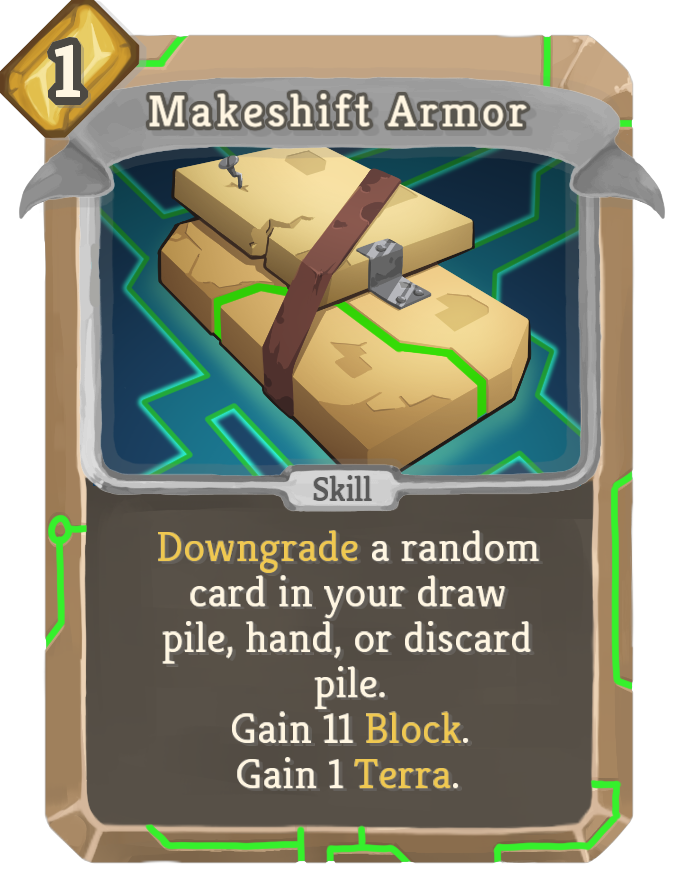 1
Makeshift Armor
Skill
Downgrade a random
card in your draw
pile, hand, or discard
pile.
Gain 11 Block.
Gain 1 Terra.